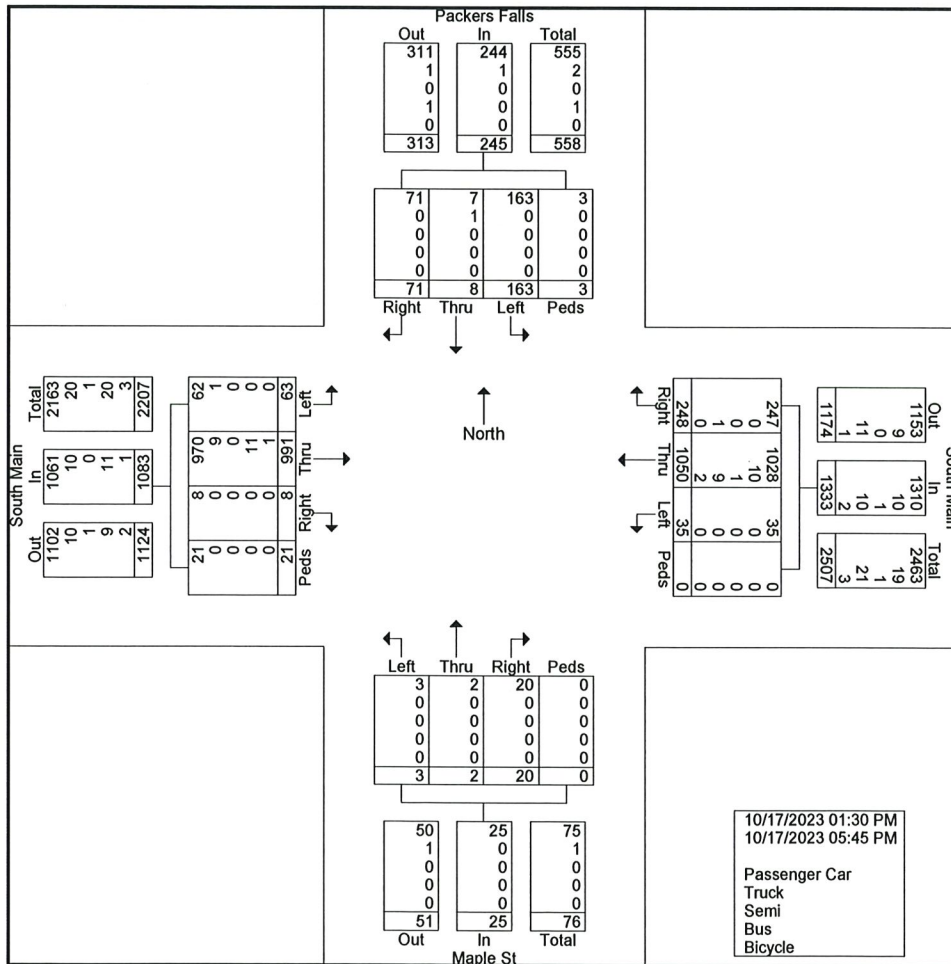 Packers Falls
Out In Total
311 244 555
1 1 2
0 0 0
1 0 1
0 0 0
313 245 558
71 7 163 3
0 1 0 0
0 0 0 0
0 0 0 0
0 0 0 0
71 8 163 3
Right Thru Left Peds
North
South Main
Total
2163
20
1
20
3
2207
In
1061
10
0
11
1
1083
Out
1102
10
1
9
2
1124
Left
62
1
0
0
0
63
Thru
970
9
0
11
1
991
Right
8
0
0
0
0
8
Peds
21
0
0
0
0
21
Right
247
0
0
1
0
248
Thru
1028
10
1
9
2
1050
Left
35
0
0
0
0
35
Peds
0
0
0
0
0
0
South Main
Out
1153
9
0
11
1
1174
In
1310
10
1
10
2
1333
Total
2463
19
1
21
3
2507
Left Thru Right Peds
3 2 20 0
0 0 0 0
0 0 0 0
0 0 0 0
0 0 0 0
3 2 20 0
50 25 75
1 0 1
0 0 0
0 0 0
0 0 0
51 25 76
Out In Total
Maple St
10/17/2023 01:30 PM
10/17/2023 05:45 PM
Passenger Car
Truck
Semi
Bus
Bicycle